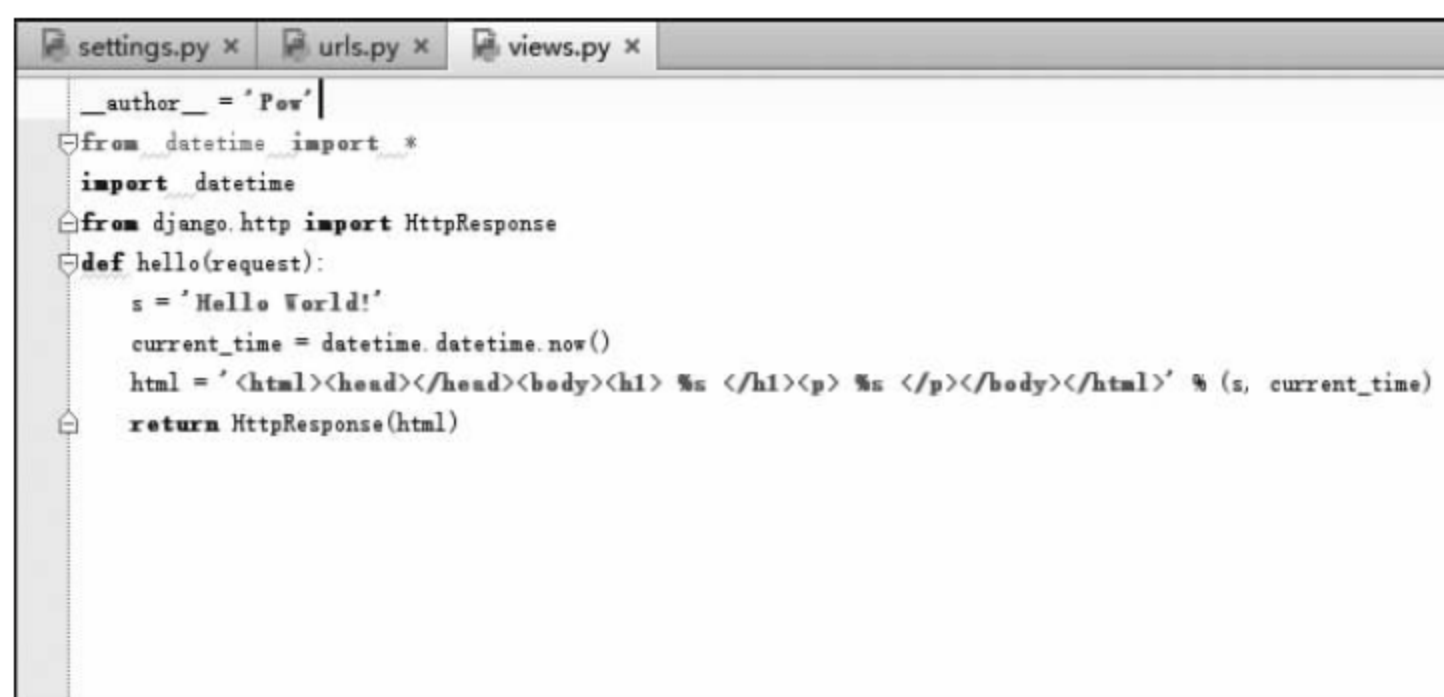 settings.py × urls.py × views.py ×
__author__ = 'Pow'
from datetime import *
import datetime
from django.http import HttpResponse
def hello(request):
    s = 'Hello World!'
    current_time = datetime.datetime.now()
    html = '<html><head></head><body><h1> %s </h1><p> %s </p></body></html>' % (s, current_time)
    return HttpResponse(html)